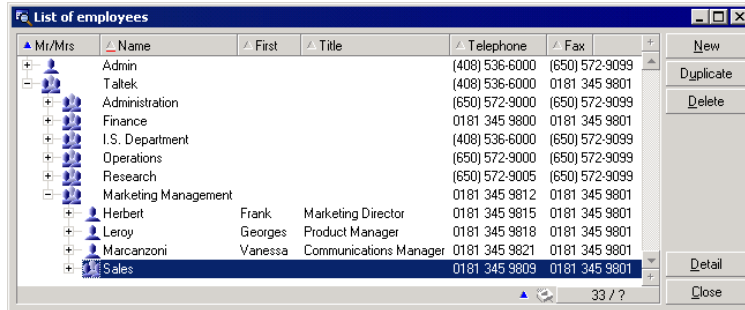 List of employees
Mr/Mrs Name First Title Telephone Fax New
Admin (408) 536-6000 (650) 572-9099
Taltek (408) 536-6000 0181 345 9801 Duplicate
Administration (650) 572-9000 (650) 572-9099 Delete
Finance 0181 345 9800 0181 345 9801
I.S. Department (408) 536-6000 (650) 572-9099
Operations (650) 572-9000 (650) 572-9099
Research (650) 572-9005 (650) 572-9099
Marketing Management 0181 345 9812 0181 345 9801
Herbert Frank Marketing Director 0181 345 9815 0181 345 9801
Leroy Georges Product Manager 0181 345 9818 0181 345 9801
Marcanzoni Vanessa Communications Manager 0181 345 9821 0181 345 9801
Sales 0181 345 9809 0181 345 9801 Detail
33 / ? Close